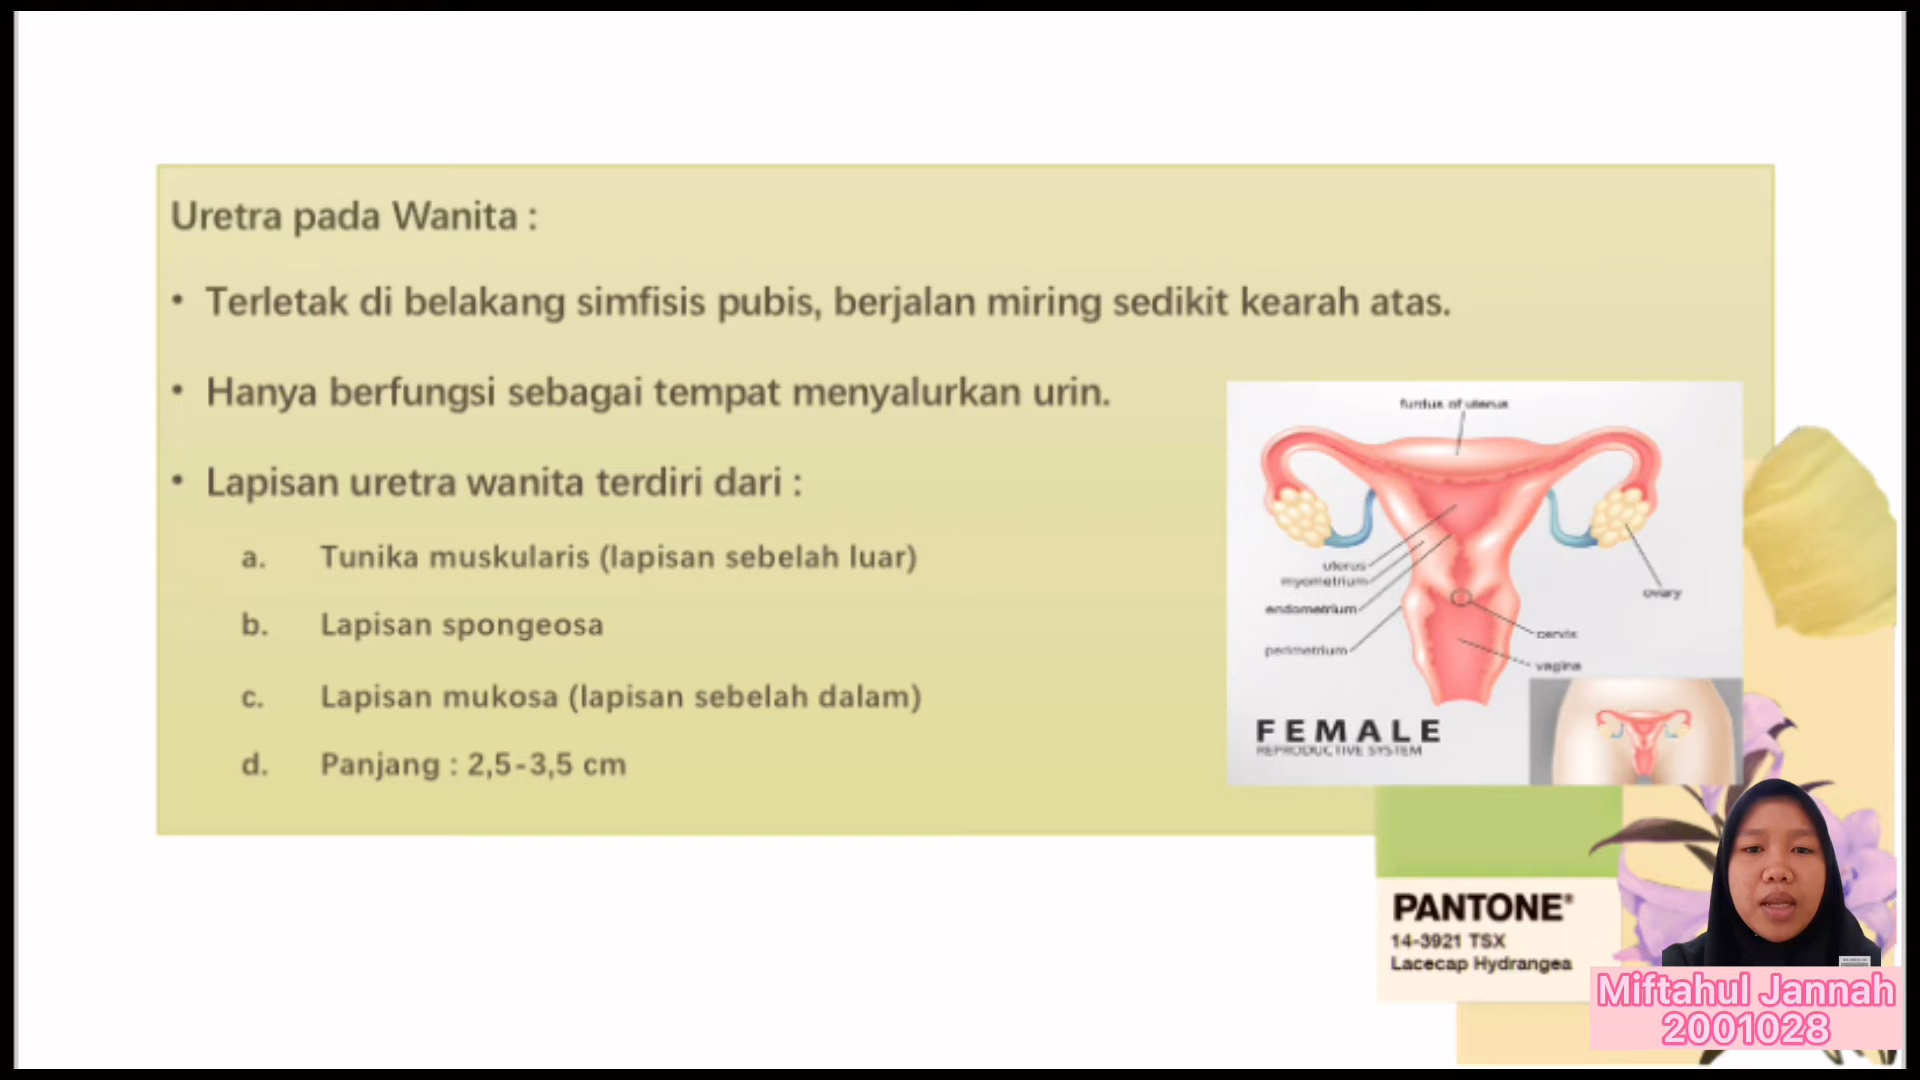 Uretra pada Wanita :
• Terletak di belakang simfisis pubis, berjalan miring sedikit kearah atas.
• Hanya berfungsi sebagai tempat menyalurkan urin.
• Lapisan uretra wanita terdiri dari :
a. Tunika muskularis (lapisan sebelah luar)
b. Lapisan spongeosa
c. Lapisan mukosa (lapisan sebelah dalam)
d. Panjang : 2,5-3,5 cm
fundus of uterus
uterus
myometrium
endometrium
perimetrium
ovary
cervix
vagina
FEMALE
REPRODUCTIVE SYSTEM
PANTONE®
14-3921 TSX
Lacecap Hydrangea
Miftahul Jannah
2001028